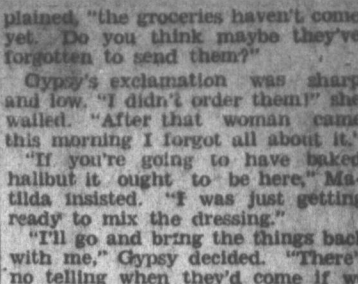 plained, "the groceries haven't come
yet. Do you think maybe they've
forgotten to send them?"
Gypsy's exclamation was sharp
and low. "I didn't order them!" she
wailed. "After that woman came
this morning I forgot all about it."
"If you're going to have baked
halibut it ought to be here," Ma-
tilda insisted. "I was just getting
ready to mix the dressing."
"I'll go and bring the things back
with me," Gypsy decided. "There's
no telling when they'd come if w